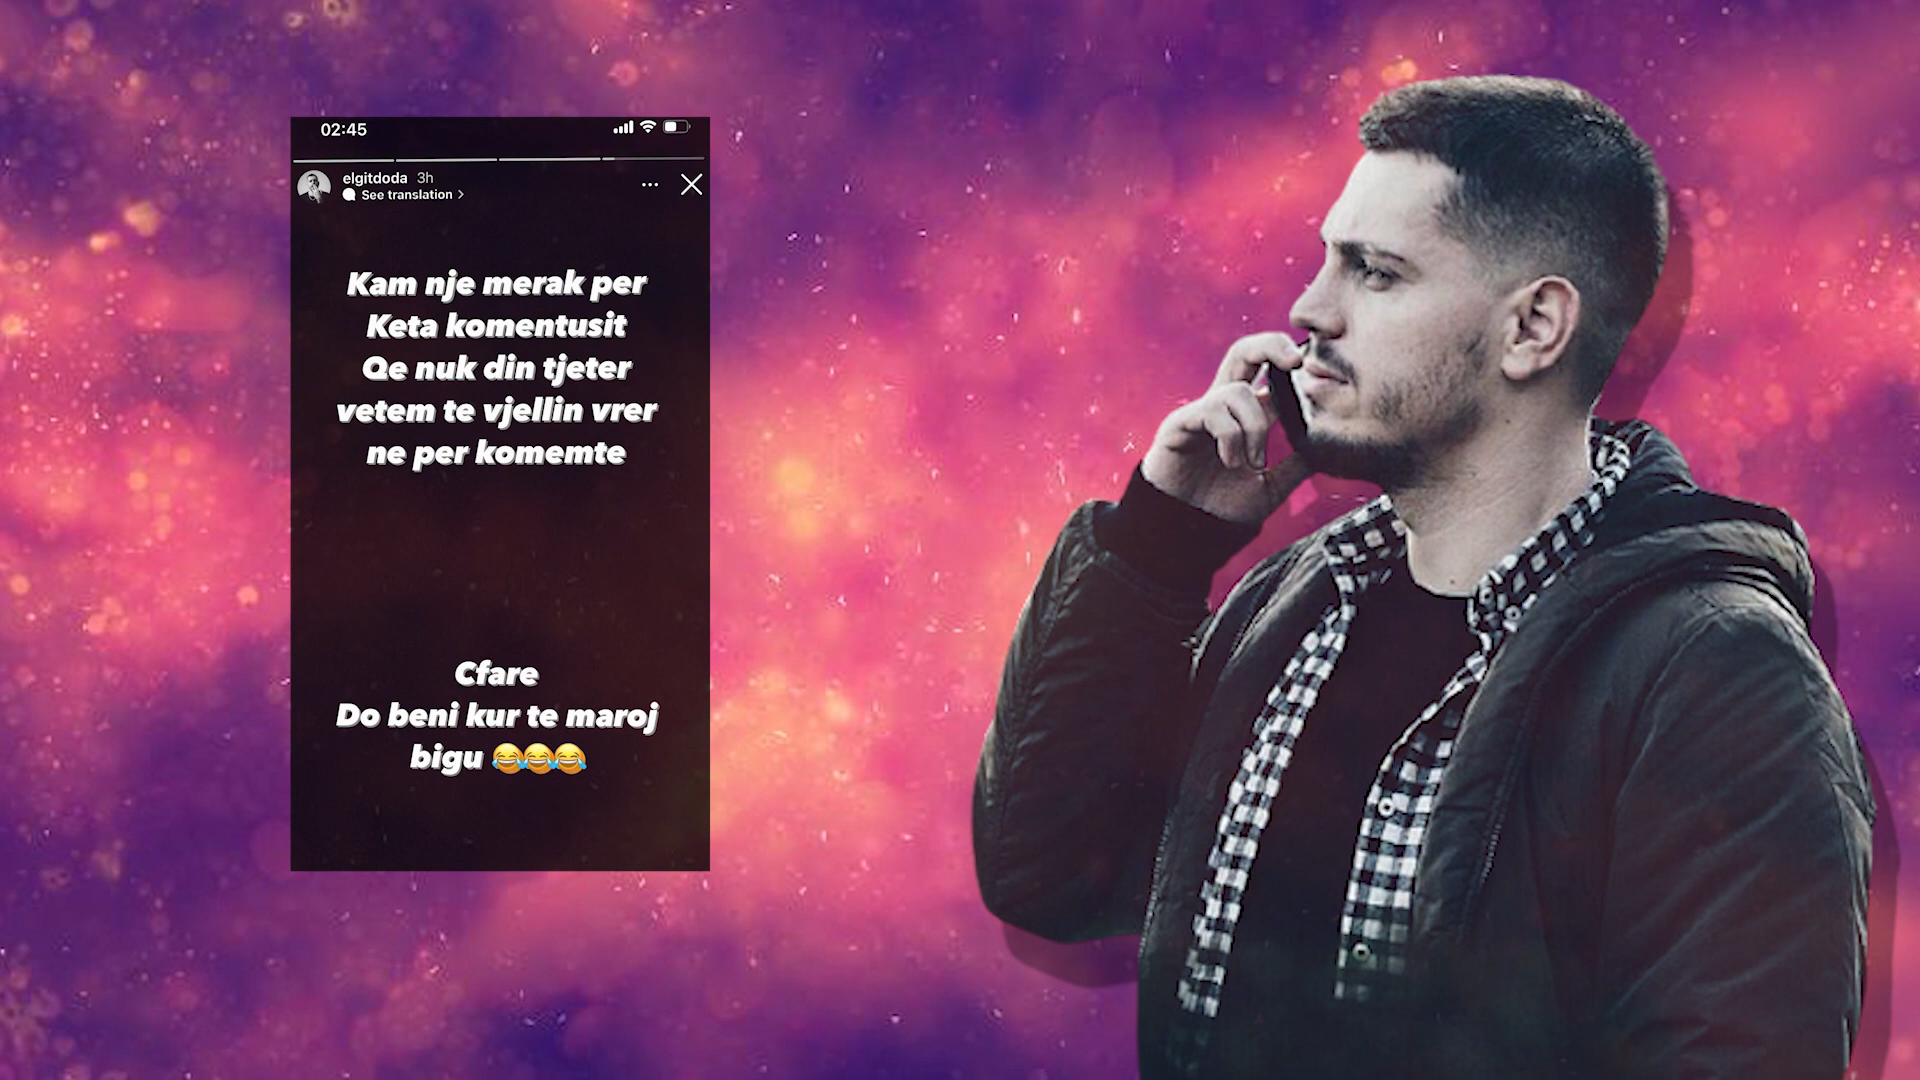 02:45
elgitdoda 3h
See translation >
Kam nje merak per
Keta komentusit
Qe nuk din tjeter
vetem te vjellin vrer
ne per komemte
Cfare
Do beni kur te maroj
bigu 😂😂😂